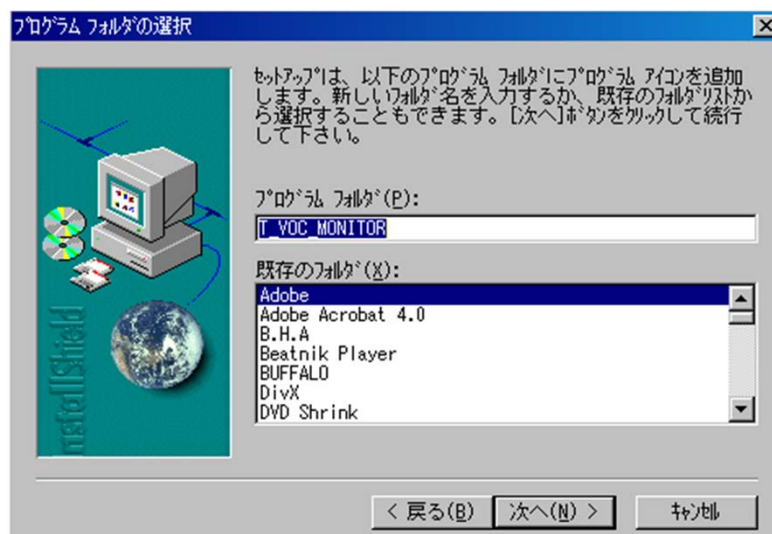 プログラム フォルダの選択
セットアップは、以下のプログラム フォルダにプログラム アイコンを追加
します。新しいフォルダ名を入力するか、既存のフォルダリストか
ら選択することもできます。[次へ]ボタンをクリックして続行
して下さい。
プログラム フォルダ(P):
T_VOC_MONITOR
既存のフォルダ(X):
Adobe
Adobe Acrobat 4.0
B.H.A
Beatnik Player
BUFFALO
DivX
DVD Shrink
InstallShield
< 戻る(B)
次へ(N) >
キャンセル